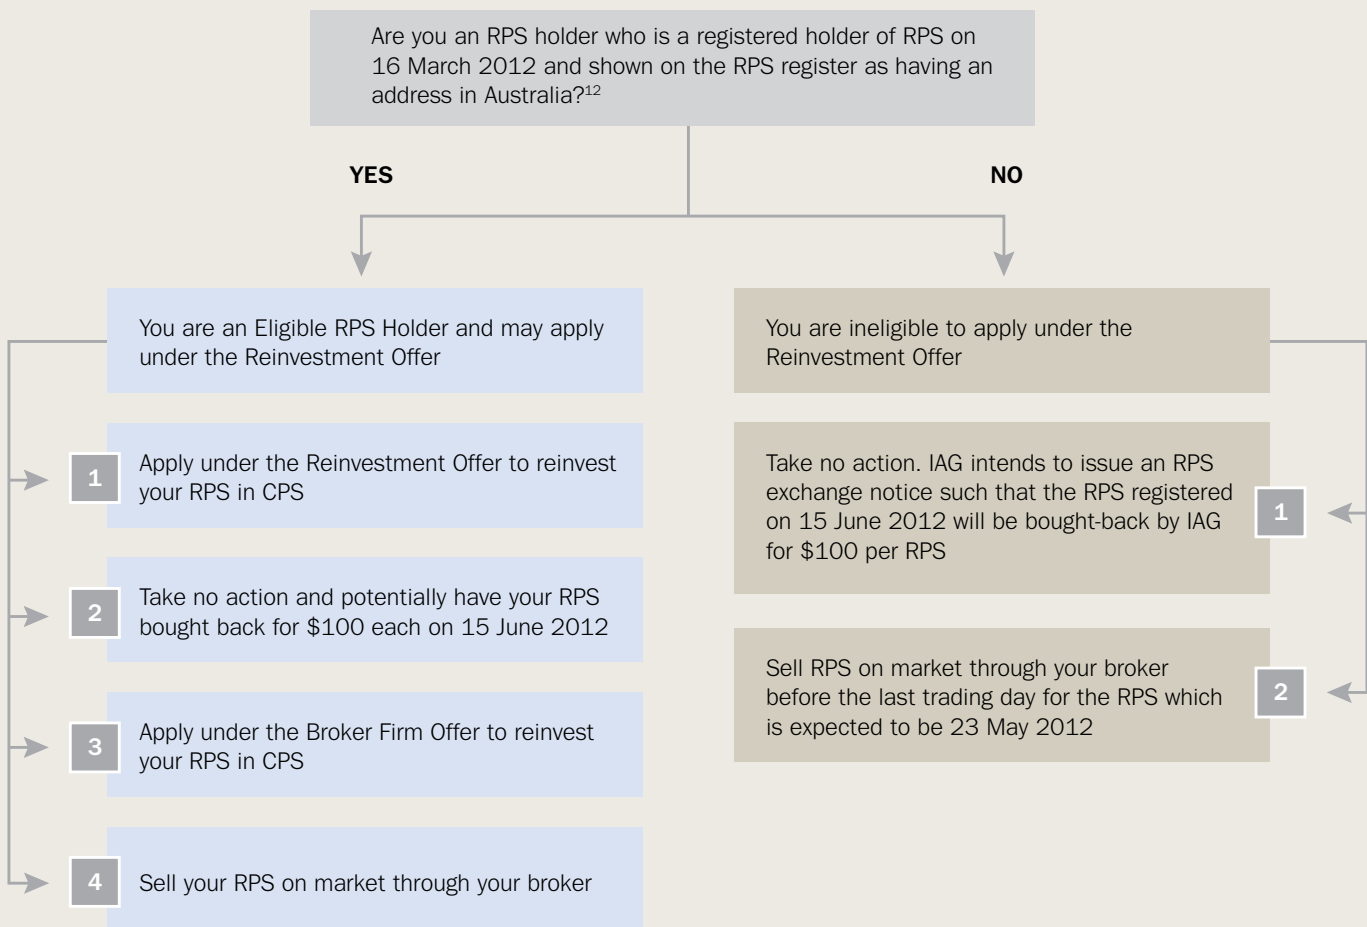 Are you an RPS holder who is a registered holder of RPS on
16 March 2012 and shown on the RPS register as having an
address in Australia?¹²
YES
NO
You are an Eligible RPS Holder and may apply
under the Reinvestment Offer
1
Apply under the Reinvestment Offer to reinvest
your RPS in CPS
2
Take no action and potentially have your RPS
bought back for $100 each on 15 June 2012
3
Apply under the Broker Firm Offer to reinvest
your RPS in CPS
4
Sell your RPS on market through your broker
You are ineligible to apply under the
Reinvestment Offer
Take no action. IAG intends to issue an RPS
exchange notice such that the RPS registered
on 15 June 2012 will be bought-back by IAG
for $100 per RPS
1
Sell RPS on market through your broker
before the last trading day for the RPS which
is expected to be 23 May 2012
2